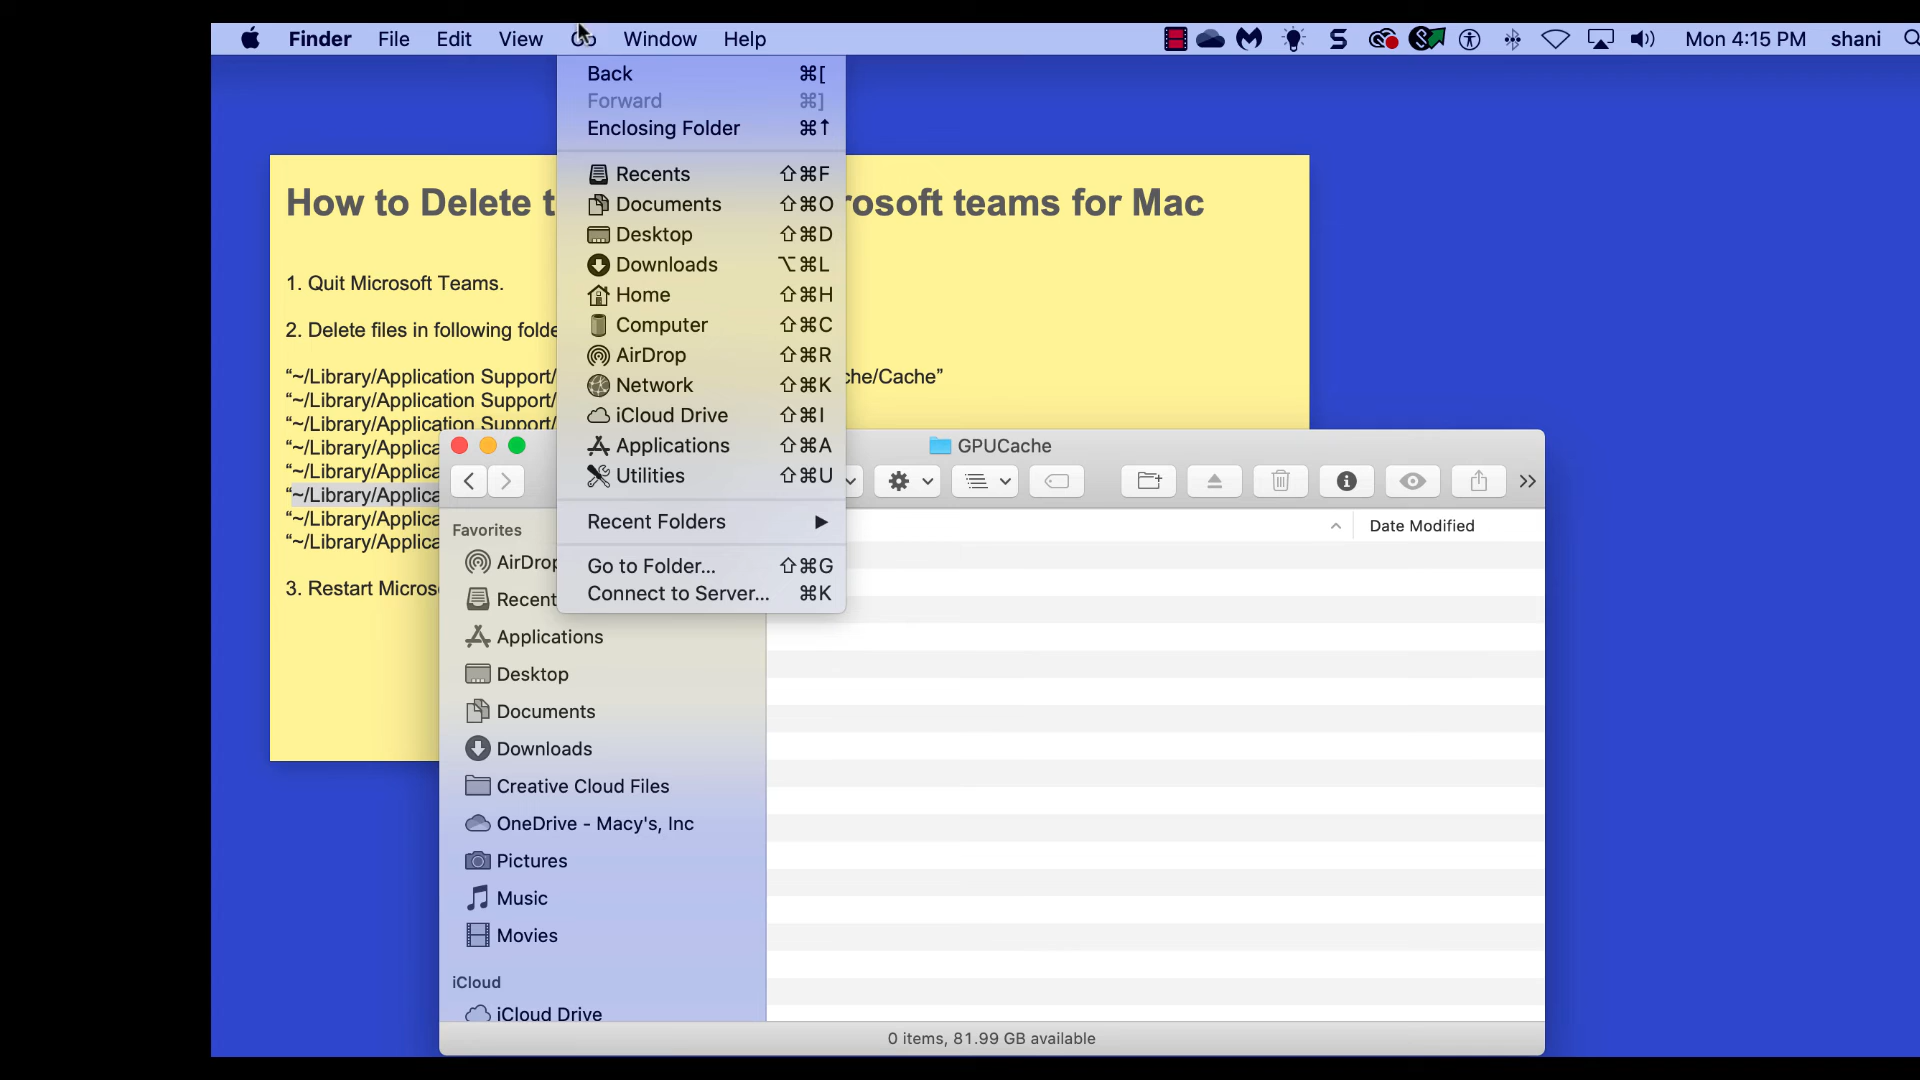 Finder File Edit View Window Help Mon 4:15 PM shani
Back ⌘[
Forward ⌘]
Enclosing Folder ⌘↑
Recents ⇧⌘F
Documents ⇧⌘O
Desktop ⇧⌘D
Downloads ⌥⌘L
Home ⇧⌘H
Computer ⇧⌘C
AirDrop ⇧⌘R
Network ⇧⌘K
iCloud Drive ⇧⌘I
Applications ⇧⌘A
Utilities ⇧⌘U
Recent Folders
Go to Folder... ⇧⌘G
Connect to Server... ⌘K
How to Delete t rosoft teams for Mac
1. Quit Microsoft Teams.
2. Delete files in following folde
“~/Library/Application Support/ che/Cache”
“~/Library/Application Support/
“~/Library/Application Support/
“~/Library/Applica
“~/Library/Applica
“~/Library/Applica
“~/Library/Applica
“~/Library/Applica
3. Restart Micros
GPUCache
Date Modified
Favorites
AirDrop
Recent
Applications
Desktop
Documents
Downloads
Creative Cloud Files
OneDrive - Macy's, Inc
Pictures
Music
Movies
iCloud
iCloud Drive
0 items, 81.99 GB available